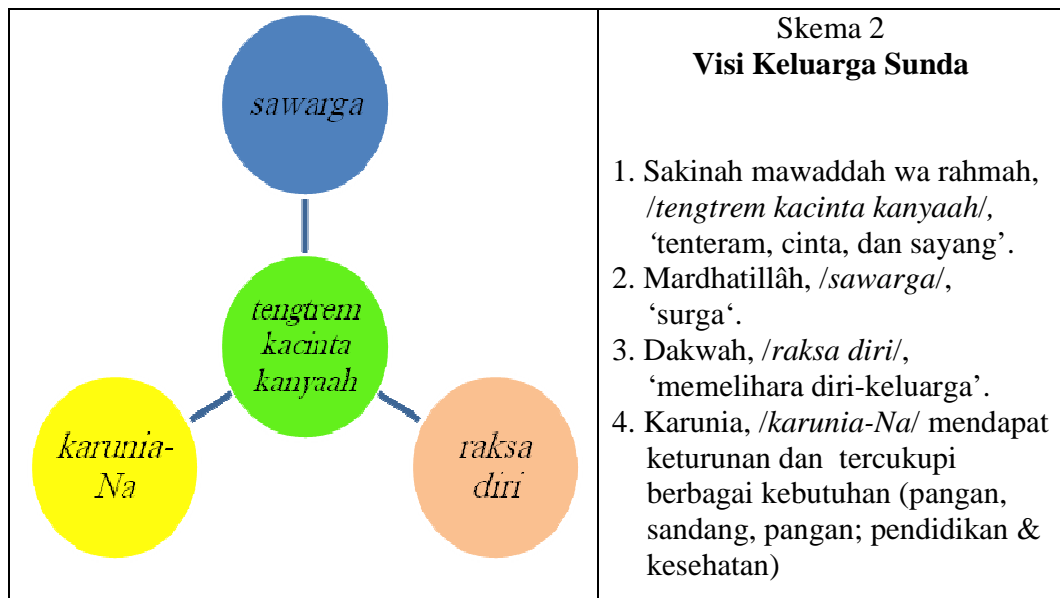 sawarga
tengtrem
kacinta
kanyaah
karunia-
Na
raksa
diri
Skema 2
Visi Keluarga Sunda
1. Sakinah mawaddah wa rahmah,
/tengtrem kacinta kanyaah/,
‘tenteram, cinta, dan sayang’.
2. Mardhatillâh, /sawarga/,
‘surga‘.
3. Dakwah, /raksa diri/,
‘memelihara diri-keluarga’.
4. Karunia, /karunia-Na/ mendapat
keturunan dan tercukupi
berbagai kebutuhan (pangan,
sandang, pangan; pendidikan &
kesehatan)